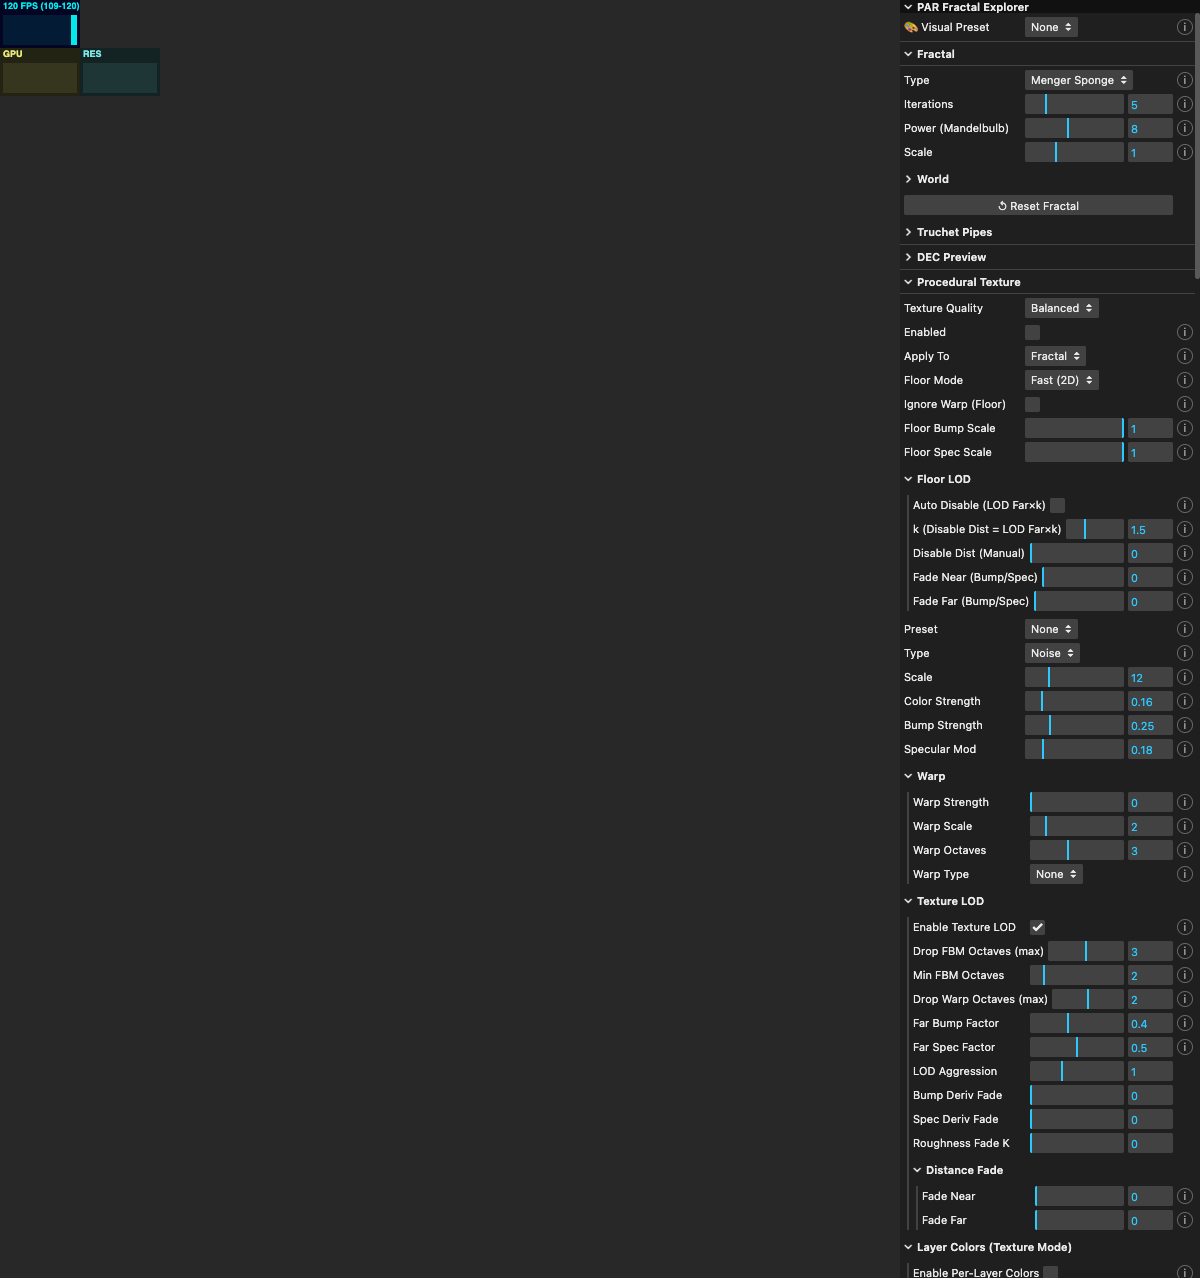 120 FPS (109-120)
GPU RES
PAR Fractal Explorer
🎨 Visual Preset None
Fractal
Type Menger Sponge
Iterations 5
Power (Mandelbulb) 8
Scale 1
World
Reset Fractal
Truchet Pipes
DEC Preview
Procedural Texture
Texture Quality Balanced
Enabled
Apply To Fractal
Floor Mode Fast (2D)
Ignore Warp (Floor)
Floor Bump Scale 1
Floor Spec Scale 1
Floor LOD
Auto Disable (LOD Far×k)
k (Disable Dist = LOD Far×k) 1.5
Disable Dist (Manual) 0
Fade Near (Bump/Spec) 0
Fade Far (Bump/Spec) 0
Preset None
Type Noise
Scale 12
Color Strength 0.16
Bump Strength 0.25
Specular Mod 0.18
Warp
Warp Strength 0
Warp Scale 2
Warp Octaves 3
Warp Type None
Texture LOD
Enable Texture LOD
Drop FBM Octaves (max) 3
Min FBM Octaves 2
Drop Warp Octaves (max) 2
Far Bump Factor 0.4
Far Spec Factor 0.5
LOD Aggression 1
Bump Deriv Fade 0
Spec Deriv Fade 0
Roughness Fade K 0
Distance Fade
Fade Near 0
Fade Far 0
Layer Colors (Texture Mode)
Enable Per-Layer Colors